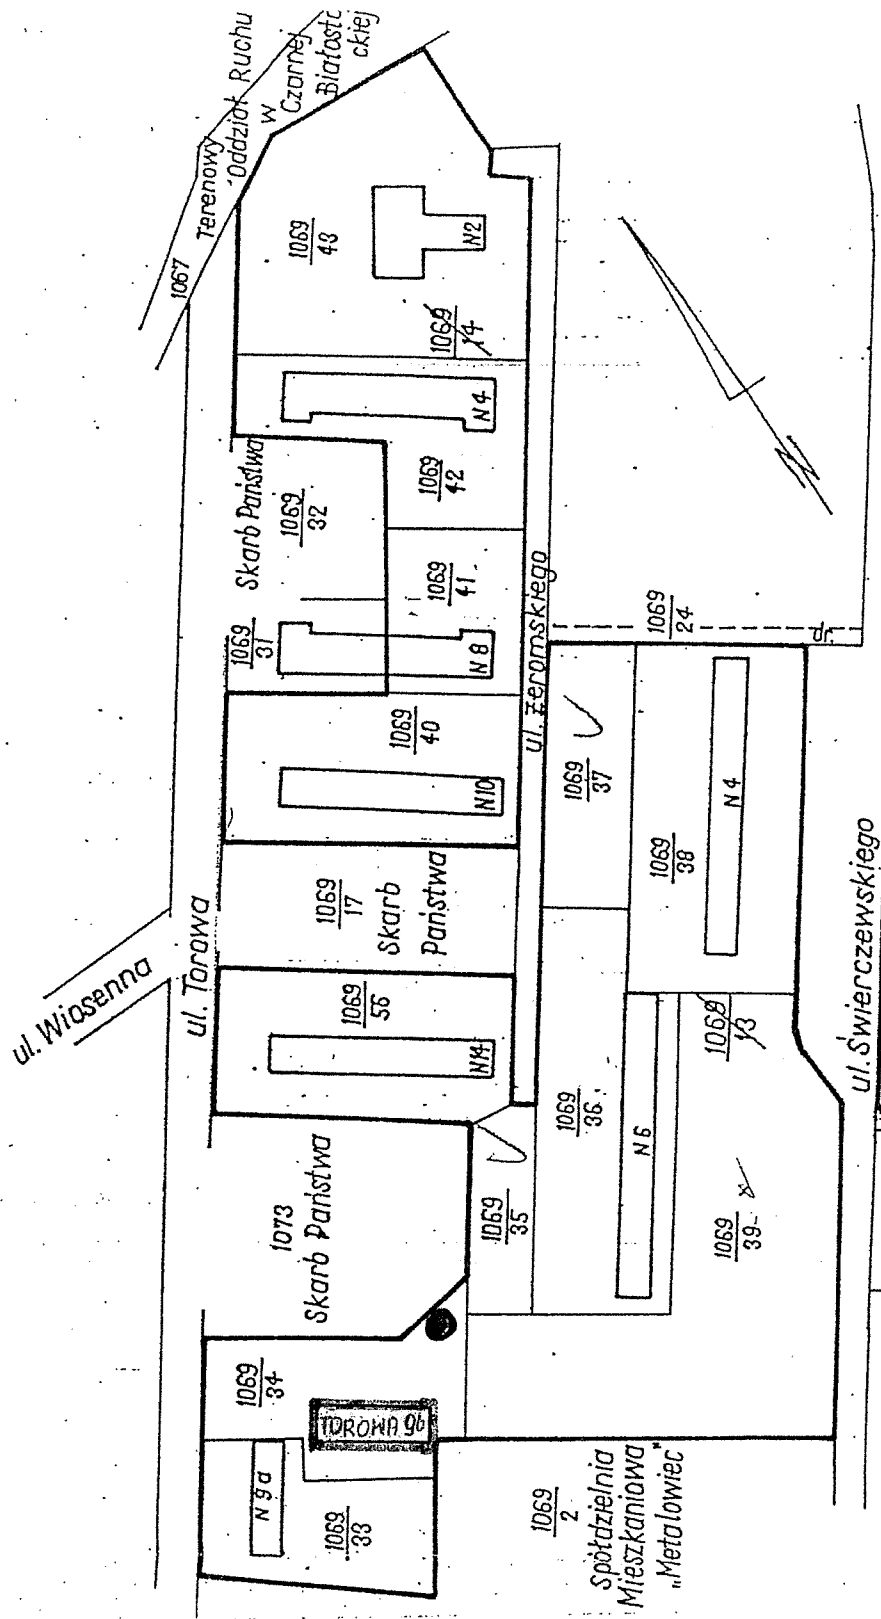 Terenowy
Oddział Ruchu
w
Czarnej
Białosto
ckiej
1067
1069
43
N2
1069
14
N4
1069
42
Skarb Państwa
1069
32
1069
41
1069
31
N8
ul. Żeromskiego
1069
24
dr.
1069
40
N10
1069
37
N4
1069
38
1069
17
Skarb
Państwa
ul. Wiosenna
ul. Torowa
1069
56
N14
1069
13
ul. Świerczewskiego
1069
36
N6
1073
Skarb Państwa
1069
35
1069
39
1069
34
TOROWA 9b
N9a
1069
33
1069
2
Spółdzielnia
Mieszkaniowa
„Metalowiec"